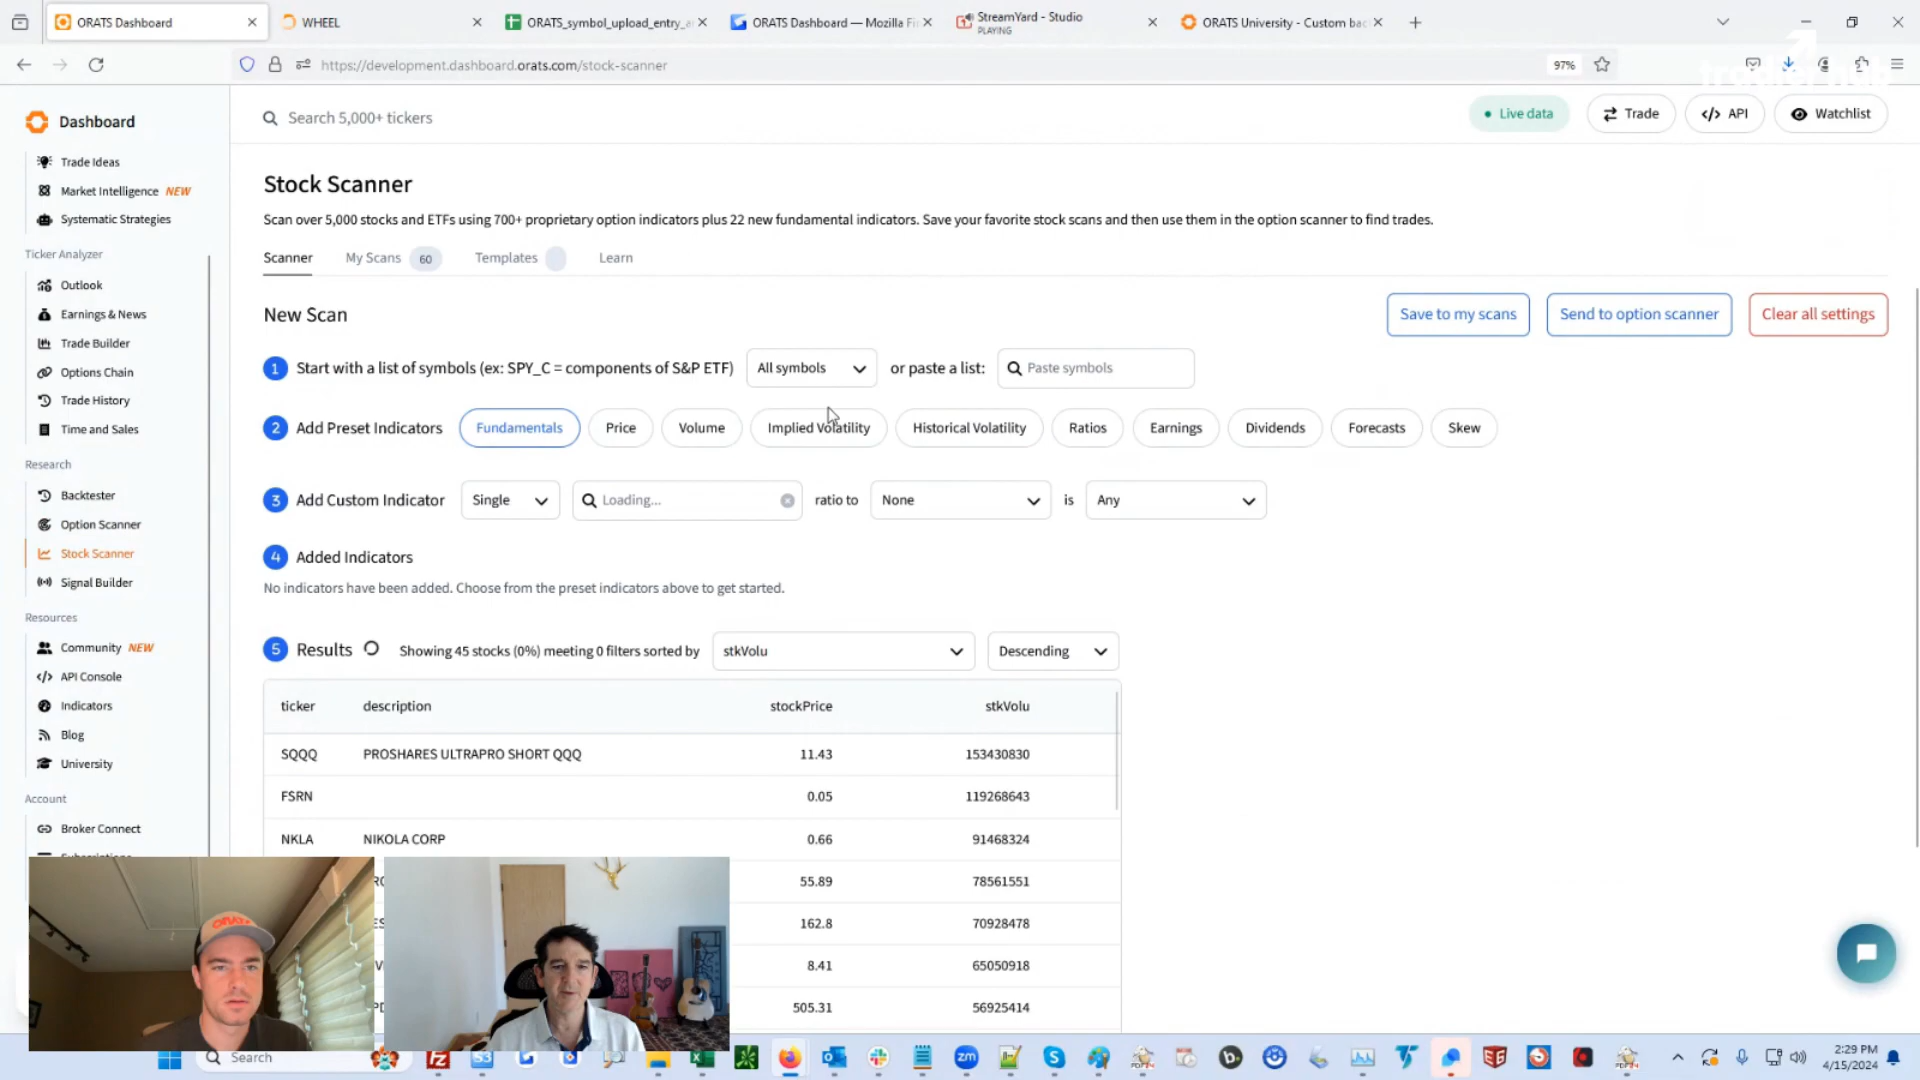 ORATS Dashboard
WHEEL
ORATS_symbol_upload_entry_a
ORATS Dashboard — Mozilla Fi
StreamYard - Studio
PLAYING
ORATS University - Custom bac
https://development.dashboard.orats.com/stock-scanner
97%
tradier hub
Dashboard
Search 5,000+ tickers
Live data
Trade
</> API
Watchlist
Trade Ideas
Market Intelligence NEW
Systematic Strategies
Ticker Analyzer
Outlook
Earnings & News
Trade Builder
Options Chain
Trade History
Time and Sales
Research
Backtester
Option Scanner
Stock Scanner
Signal Builder
Resources
Community NEW
</> API Console
Indicators
Blog
University
Account
Broker Connect
Stock Scanner
Scan over 5,000 stocks and ETFs using 700+ proprietary option indicators plus 22 new fundamental indicators. Save your favorite stock scans and then use them in the option scanner to find trades.
Scanner My Scans 60 Templates Learn
New Scan
Save to my scans
Send to option scanner
Clear all settings
1 Start with a list of symbols (ex: SPY_C = components of S&P ETF) All symbols or paste a list: Paste symbols
2 Add Preset Indicators Fundamentals Price Volume Implied Volatility Historical Volatility Ratios Earnings Dividends Forecasts Skew
3 Add Custom Indicator Single Loading... ratio to None is Any
4 Added Indicators
No indicators have been added. Choose from the preset indicators above to get started.
5 Results Showing 45 stocks (0%) meeting 0 filters sorted by stkVolu Descending
ticker description stockPrice stkVolu
SQQQ PROSHARES ULTRAPRO SHORT QQQ 11.43 153430830
FSRN 0.05 119268643
NKLA NIKOLA CORP 0.66 91468324
55.89 78561551
162.8 70928478
8.41 65050918
505.31 56925414
ORATS
Search
2:29 PM
4/15/2024